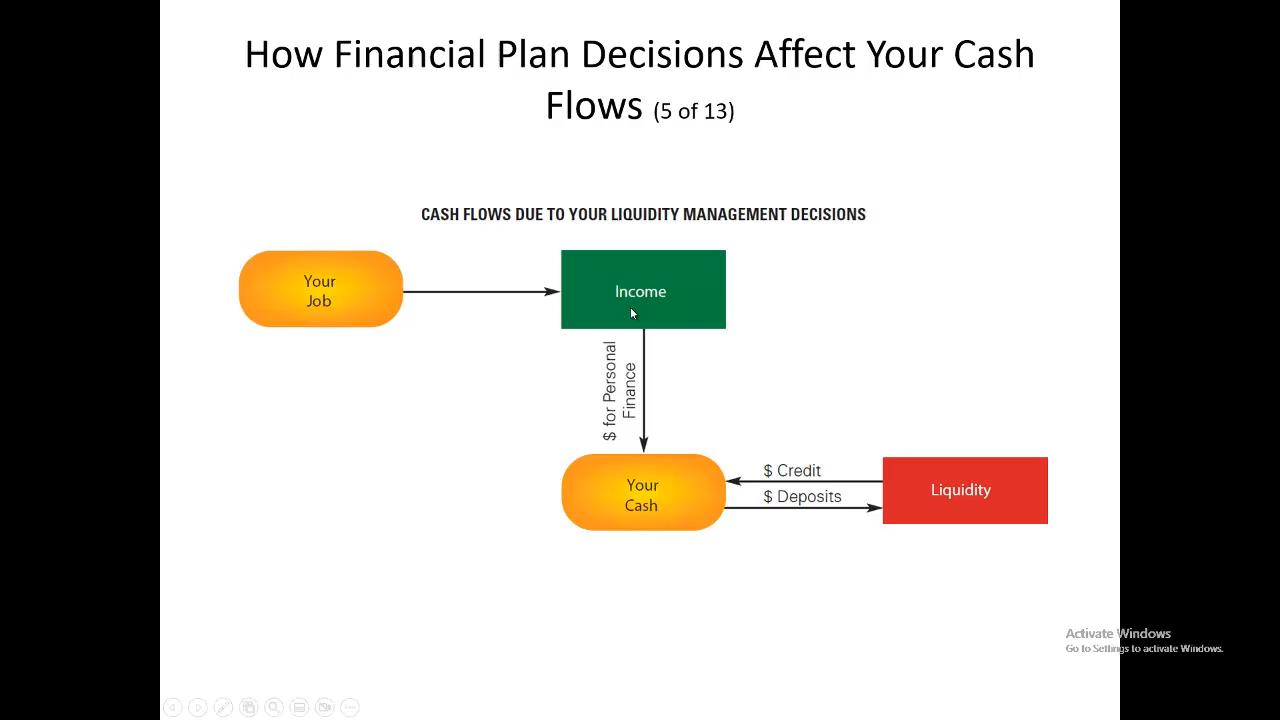 How Financial Plan Decisions Affect Your Cash
Flows (5 of 13)
CASH FLOWS DUE TO YOUR LIQUIDITY MANAGEMENT DECISIONS
Your
Job
Income
$ for Personal
Finance
Your
Cash
$ Credit
$ Deposits
Liquidity
Activate Windows
Go to Settings to activate Windows.